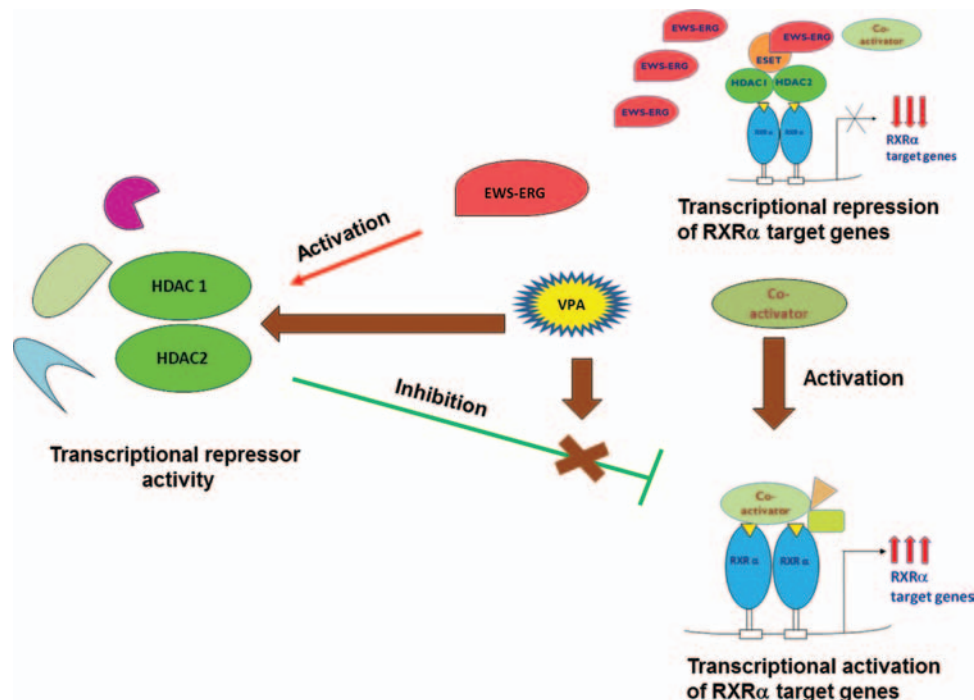 EWS-ERG
EWS-ERG
EWS-ERG
EWS-ERG
ESET
HDAC1
HDAC2
Co-
activator
RXR α
RXR α
RXRα
target genes
Transcriptional repression
of RXRα target genes
EWS-ERG
Activation
HDAC 1
HDAC2
VPA
Co-
activator
Activation
Inhibition
Transcriptional repressor
activity
Co-
activator
RXR α
RXR α
RXRα
target genes
Transcriptional activation
of RXRα target genes